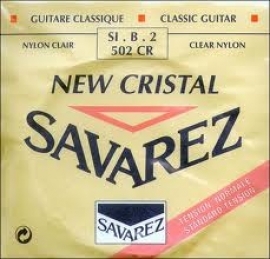 GUITARE CLASSIQUE CLASSIC GUITAR
SI . B . 2
NYLON CLAIR 502 CR CLEAR NYLON
NEW CRISTAL
SAVAREZ
TENSION NORMALE
STANDARD TENSION
SAVAREZ